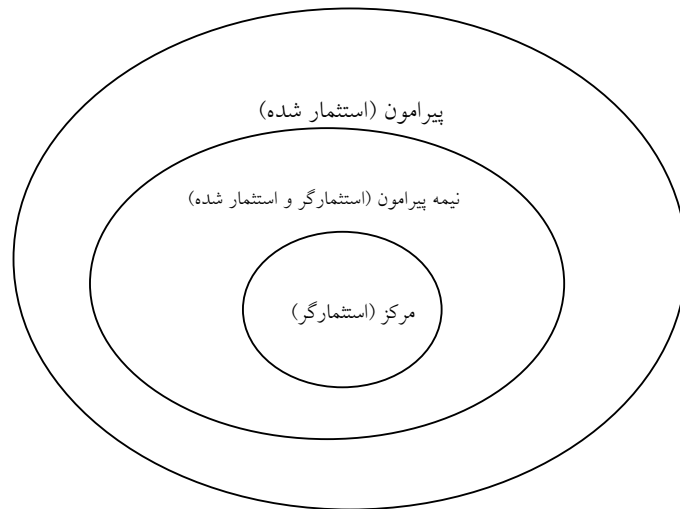 پیرامون (استثمار شده)
نیمه پیرامون (استثمارگر و استثمار شده)
مرکز (استثمارگر)